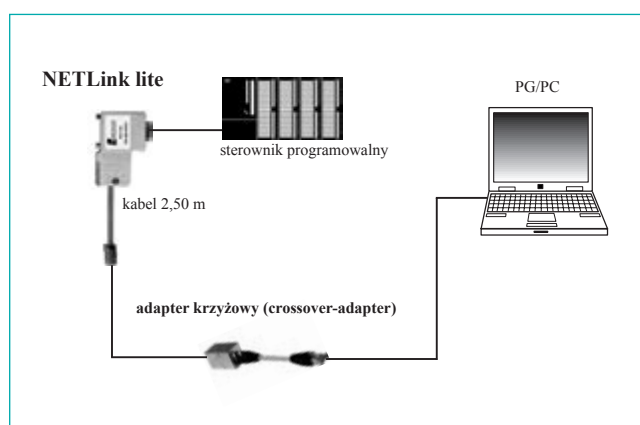 NETLink lite
PG/PC
sterownik programowalny
kabel 2,50 m
adapter krzyżowy (crossover-adapter)